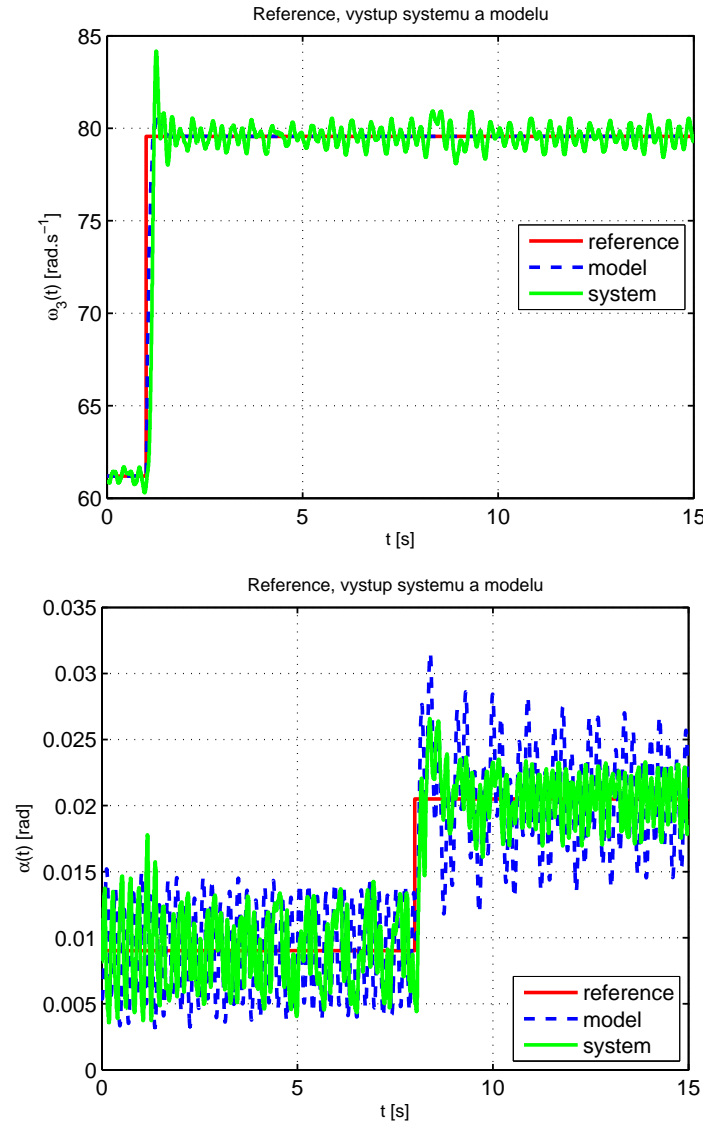 Reference, vystup systemu a modelu
85
80
75
70
65
60
ω₃(t) [rad.s⁻¹]
reference
model
system
0
5
10
15
t [s]
Reference, vystup systemu a modelu
0.035
0.03
0.025
0.02
0.015
0.01
0.005
0
α(t) [rad]
reference
model
system
0
5
10
15
t [s]